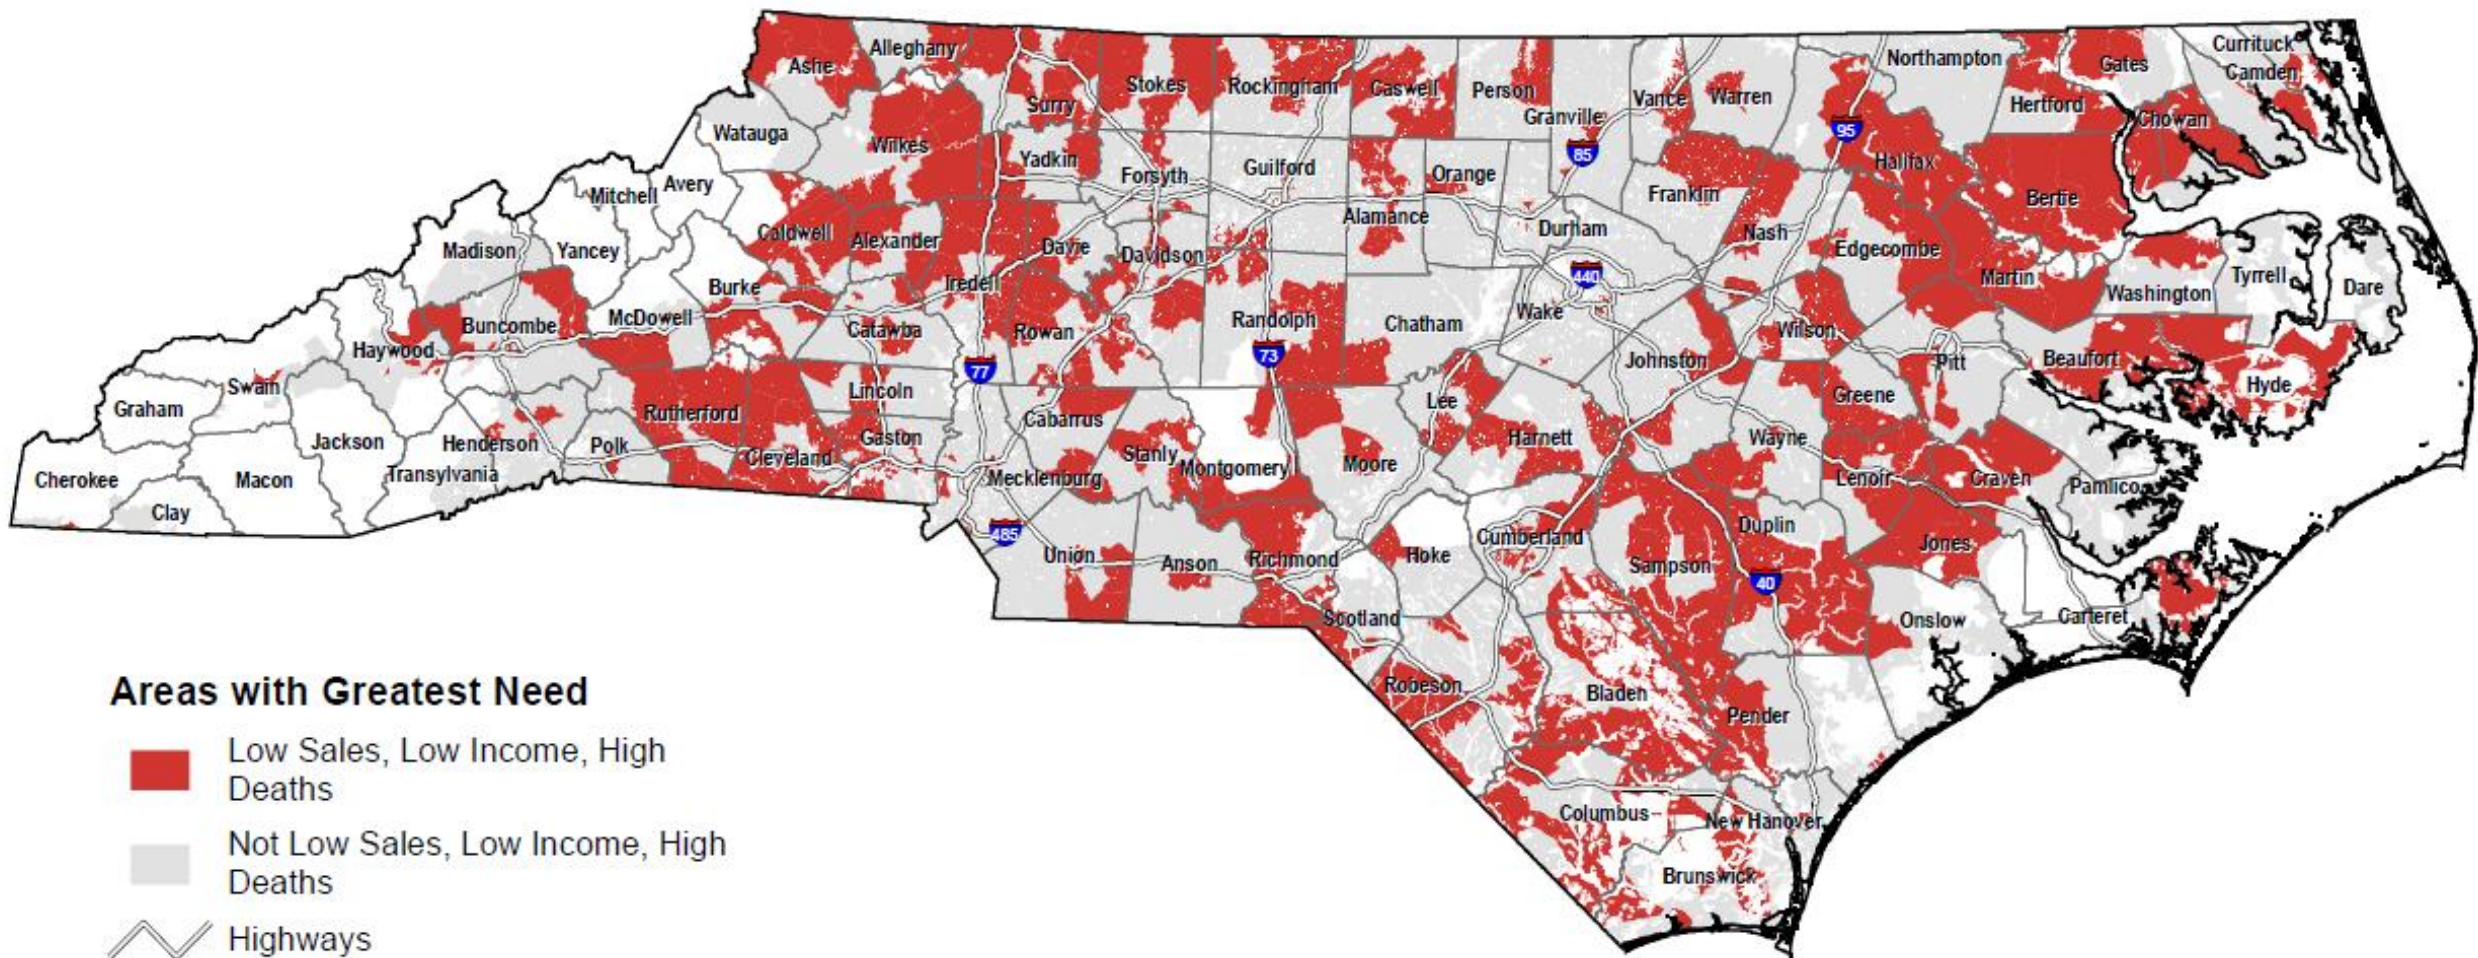 Alleghany
Ashe
Northampton
Currituck
Gates
Camden
Surry
Stokes
Rockingham
Caswell
Person
Vance
Warren
Hertford
Granville
Chowan
Watauga
Wilkes
Yadkin
Forsyth
Guilford
Orange
85
95
Halifax
Mitchell
Avery
Franklin
Bertie
Caldwell
Alexander
Davie
Davidson
Alamance
Durham
Nash
Edgecombe
Madison
Yancey
Burke
Iredell
440
Martin
Tyrrell
Dare
Washington
Buncombe
McDowell
Catawba
Rowan
Randolph
Chatham
Wake
Wilson
Haywood
73
Johnston
Pitt
Beaufort
Swain
77
Lincoln
Greene
Hyde
Graham
Rutherford
Cabarrus
Lee
Jackson
Henderson
Polk
Gaston
Harnett
Wayne
Cherokee
Macon
Transylvania
Cleveland
Mecklenburg
Stanly
Montgomery
Moore
Lenoir
Craven
Pamlico
Clay
485
Union
Anson
Richmond
Hoke
Cumberland
Duplin
Jones
Sampson
40
Scotland
Onslow
Carteret
Robeson
Bladen
Pender
Columbus
New Hanover
Brunswick
Areas with Greatest Need
Low Sales, Low Income, High
Deaths
Not Low Sales, Low Income, High
Deaths
Highways